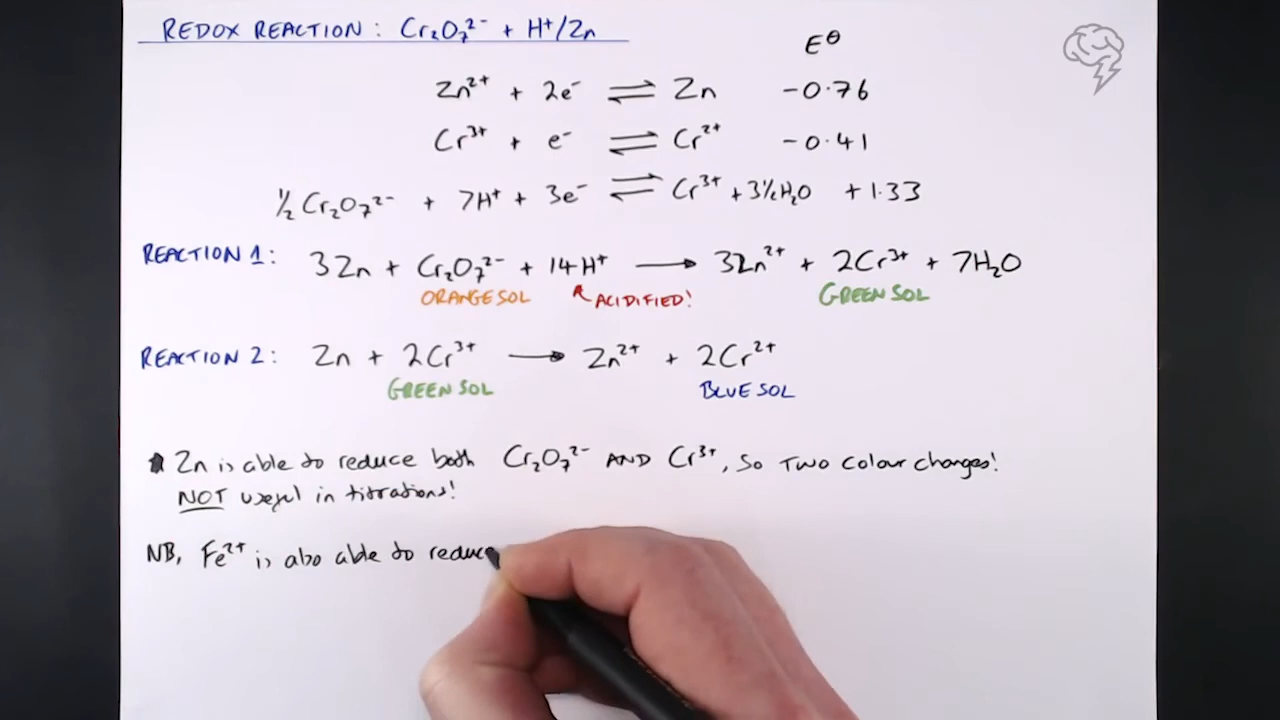 REDOX REACTION : Cr₂O₇²⁻ + H⁺/Zn
E⊖
Zn²⁺ + 2e⁻ ⇌ Zn −0.76
Cr³⁺ + e⁻ ⇌ Cr²⁺ −0.41
½ Cr₂O₇²⁻ + 7H⁺ + 3e⁻ ⇌ Cr³⁺ + 3½H₂O +1.33
REACTION 1: 3Zn + Cr₂O₇²⁻ + 14H⁺ → 3Zn²⁺ + 2Cr³⁺ + 7H₂O
ORANGE SOL ACIDIFIED! GREEN SOL
REACTION 2: Zn + 2Cr³⁺ → Zn²⁺ + 2Cr²⁺
GREEN SOL BLUE SOL
Zn is able to reduce both Cr₂O₇²⁻ AND Cr³⁺, so TWO colour changes!
NOT useful in titrations!
NB, Fe²⁺ is also able to reduce